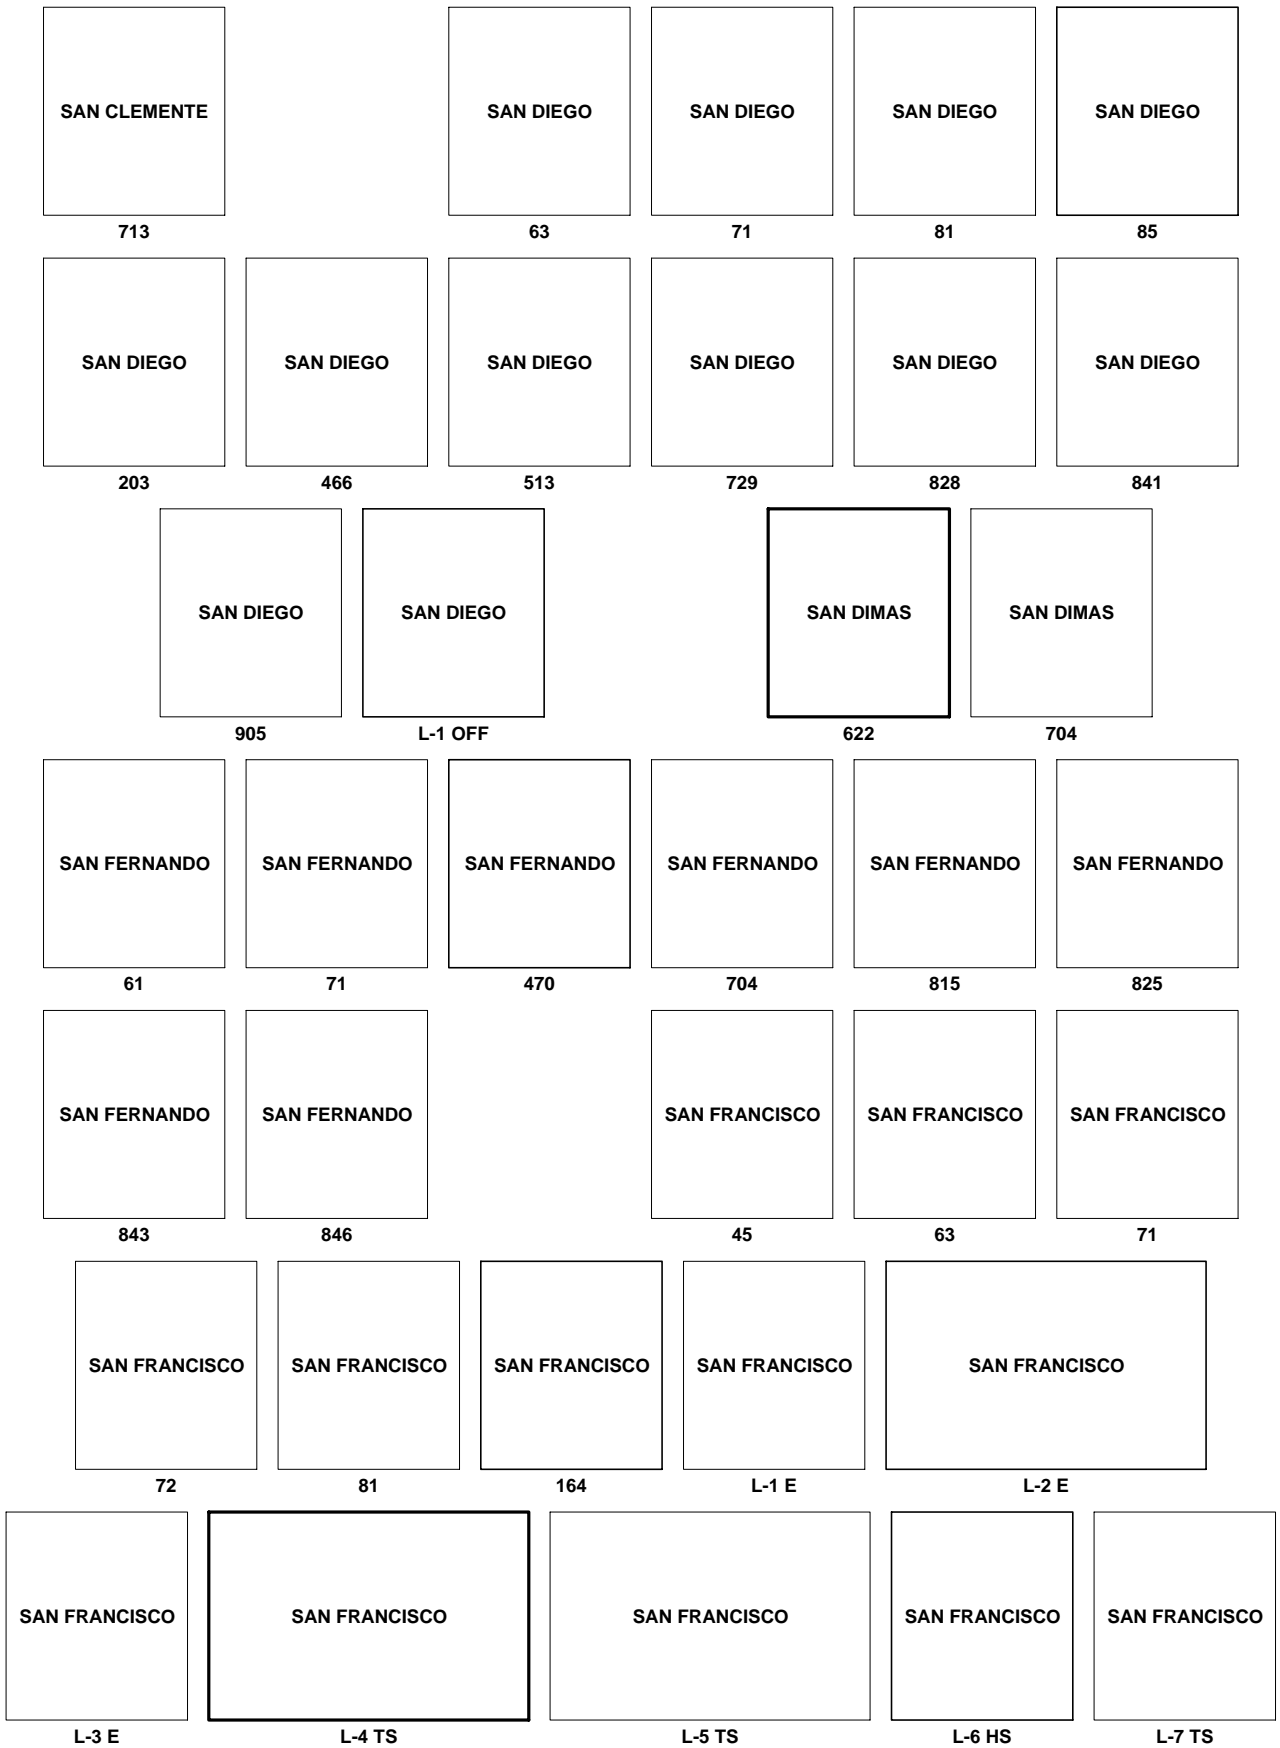 SAN CLEMENTE SAN DIEGO SAN DIEGO SAN DIEGO SAN DIEGO
713 63 71 81 85
SAN DIEGO SAN DIEGO SAN DIEGO SAN DIEGO SAN DIEGO SAN DIEGO
203 466 513 729 828 841
SAN DIEGO SAN DIEGO SAN DIMAS SAN DIMAS
905 L-1 OFF 622 704
SAN FERNANDO SAN FERNANDO SAN FERNANDO SAN FERNANDO SAN FERNANDO SAN FERNANDO
61 71 470 704 815 825
SAN FERNANDO SAN FERNANDO SAN FRANCISCO SAN FRANCISCO SAN FRANCISCO
843 846 45 63 71
SAN FRANCISCO SAN FRANCISCO SAN FRANCISCO SAN FRANCISCO SAN FRANCISCO
72 81 164 L-1 E L-2 E
SAN FRANCISCO SAN FRANCISCO SAN FRANCISCO SAN FRANCISCO SAN FRANCISCO
L-3 E L-4 TS L-5 TS L-6 HS L-7 TS